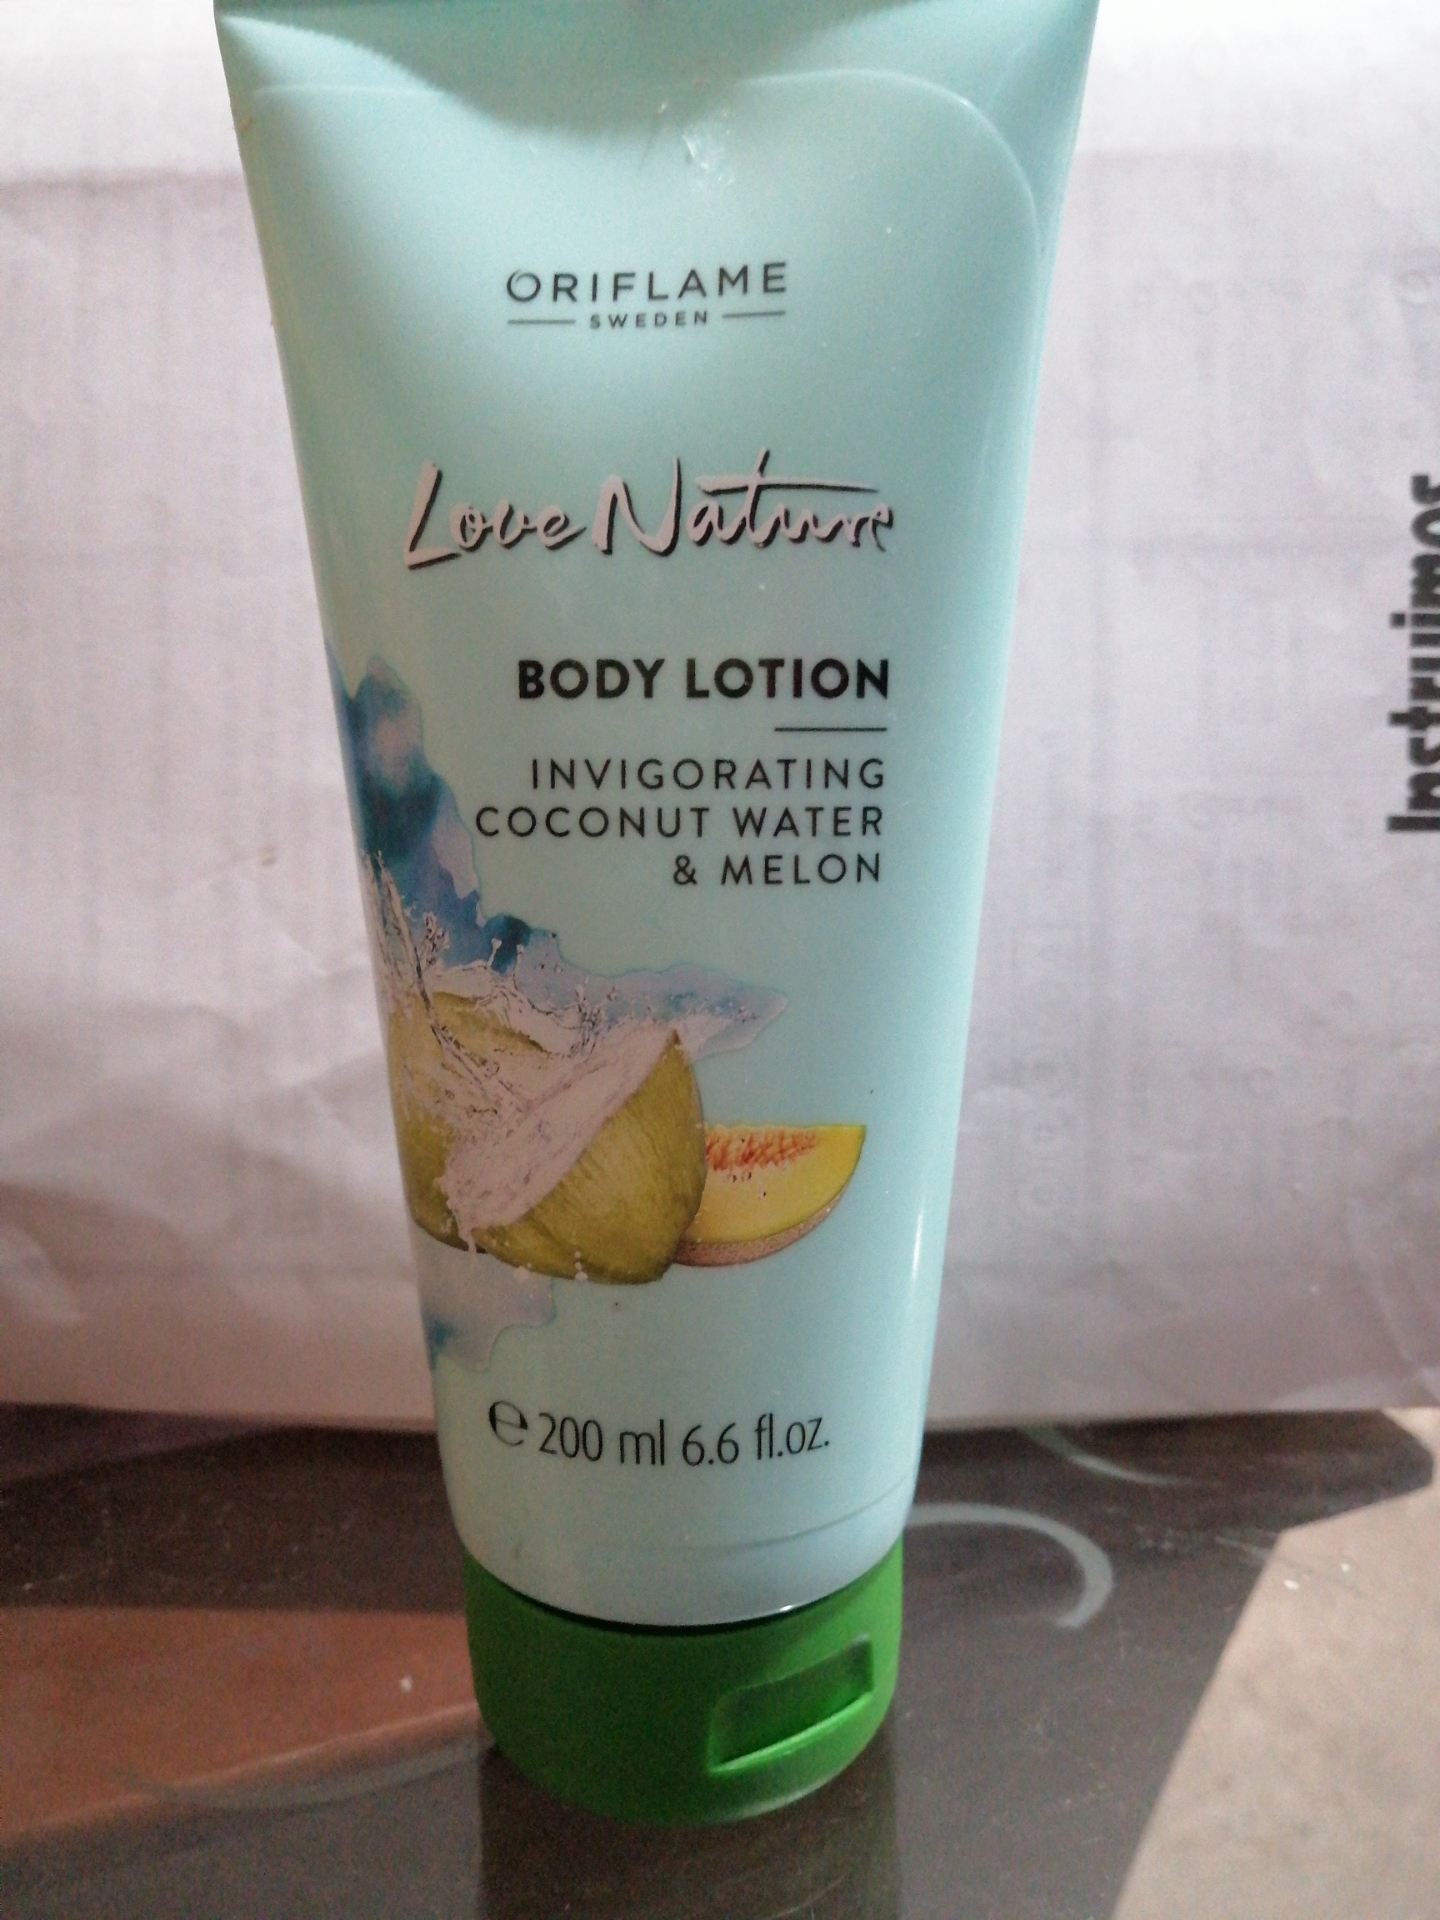 ORIFLAME
SWEDEN
Love Nature
BODY LOTION
INVIGORATING
COCONUT WATER
& MELON
e 200 ml 6.6 fl.oz.
Instruimos